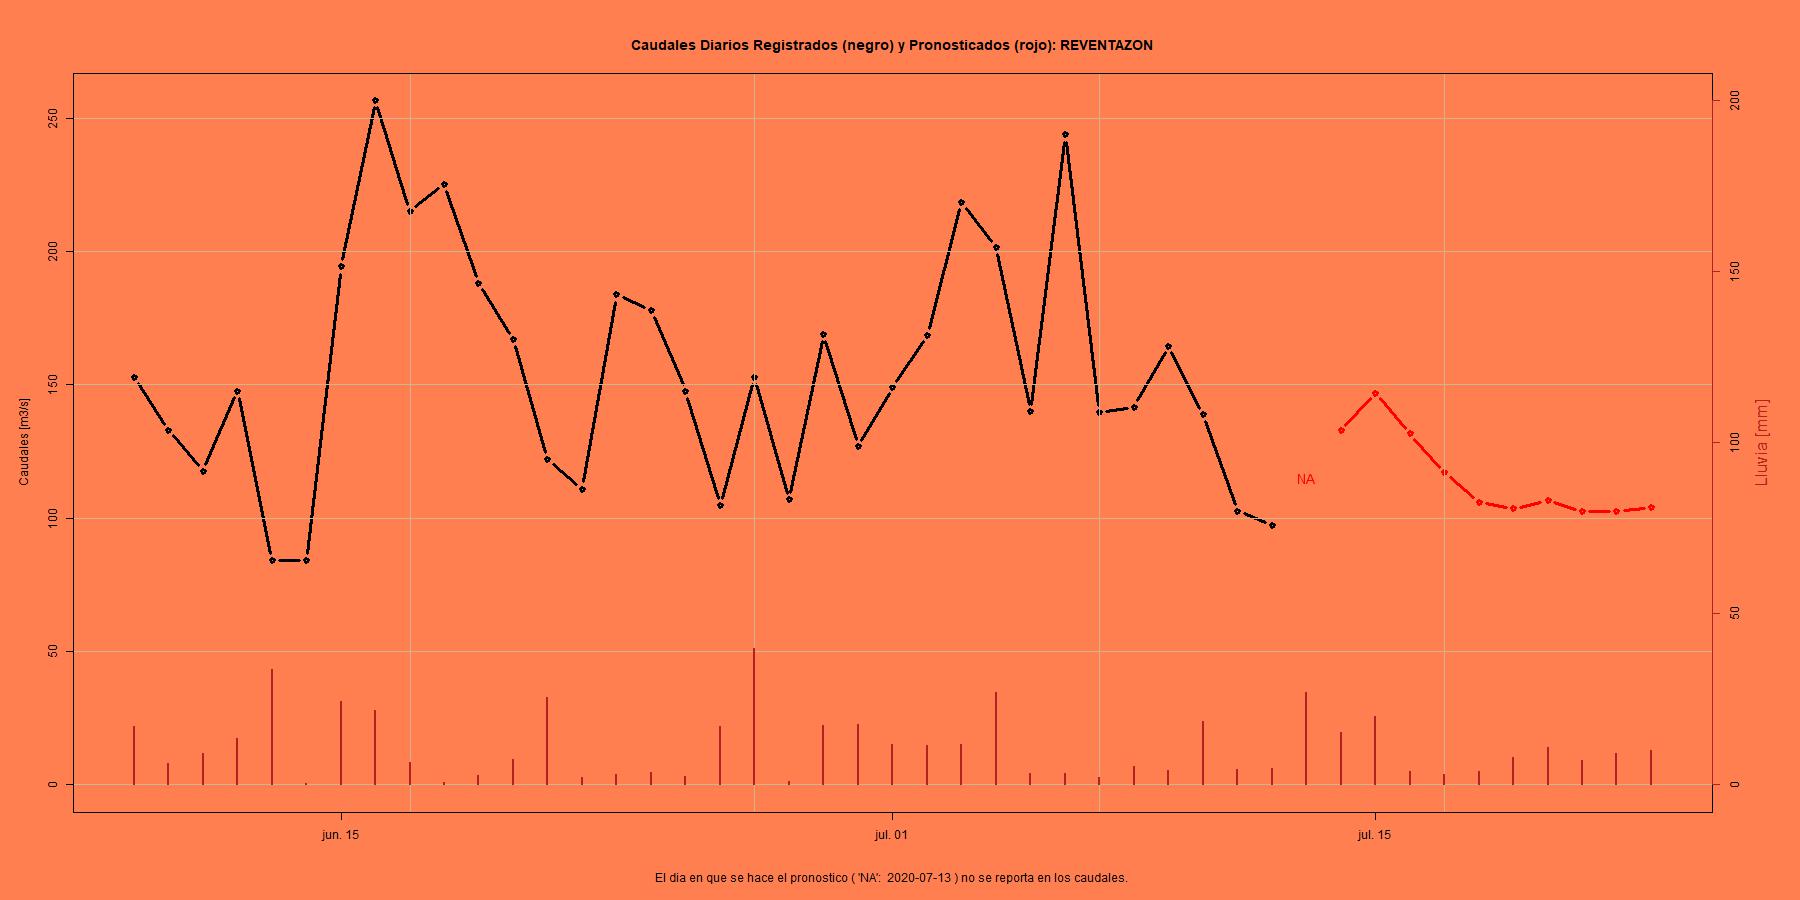 Caudales Diarios Registrados (negro) y Pronosticados (rojo): REVENTAZON
250
200
150
100
50
0
Caudales [m3/s]
200
150
100
50
0
Lluvia [mm]
NA
jun. 15
jul. 01
jul. 15
El dia en que se hace el pronostico ( 'NA':  2020-07-13 ) no se reporta en los caudales.